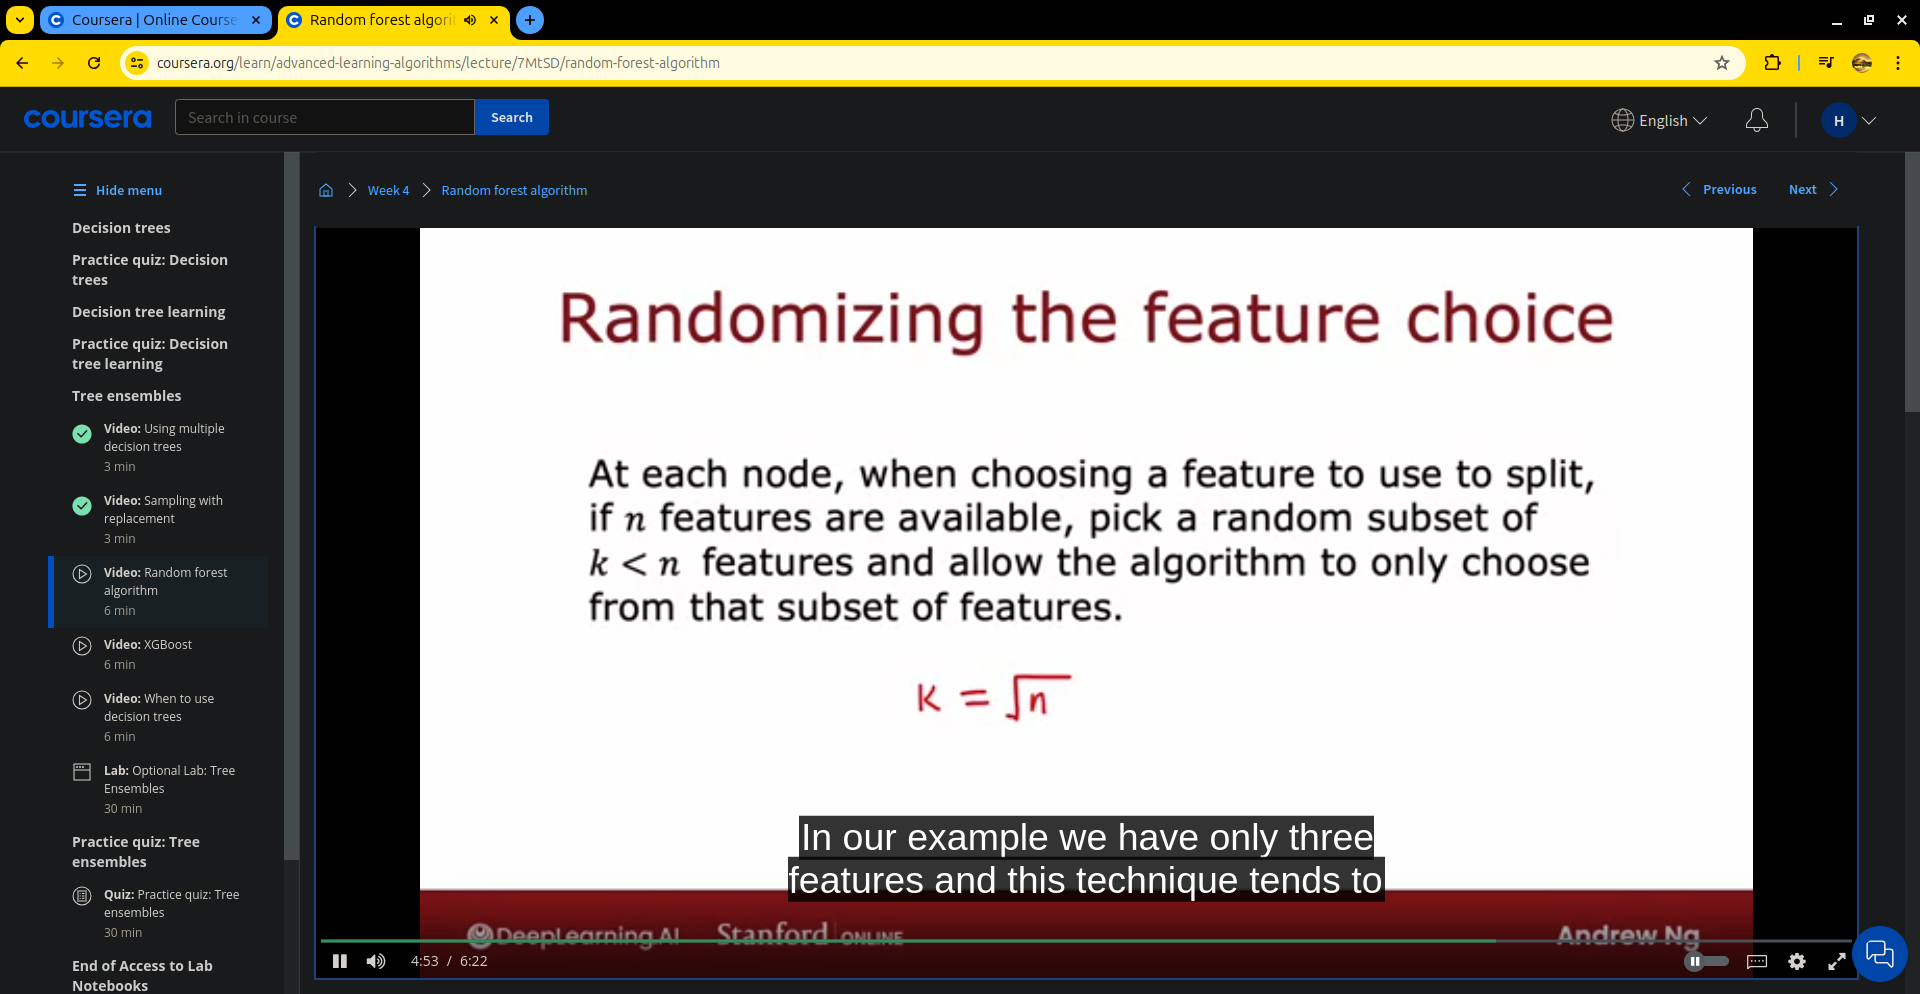 Coursera | Online Course
Random forest algorit
coursera.org/learn/advanced-learning-algorithms/lecture/7MtSD/random-forest-algorithm
coursera
Search in course
Search
English
H
Hide menu
Decision trees
Practice quiz: Decision
trees
Decision tree learning
Practice quiz: Decision
tree learning
Tree ensembles
Video: Using multiple
decision trees
3 min
Video: Sampling with
replacement
3 min
Video: Random forest
algorithm
6 min
Video: XGBoost
6 min
Video: When to use
decision trees
6 min
Lab: Optional Lab: Tree
Ensembles
30 min
Practice quiz: Tree
ensembles
Quiz: Practice quiz: Tree
ensembles
30 min
End of Access to Lab
Notebooks
Week 4
Random forest algorithm
Previous
Next
Randomizing the feature choice
At each node, when choosing a feature to use to split,
if n features are available, pick a random subset of
k < n features and allow the algorithm to only choose
from that subset of features.
K = √n
In our example we have only three
features and this technique tends to
DeepLearning.AI
Stanford | ONLINE
Andrew Ng
4:53 / 6:22